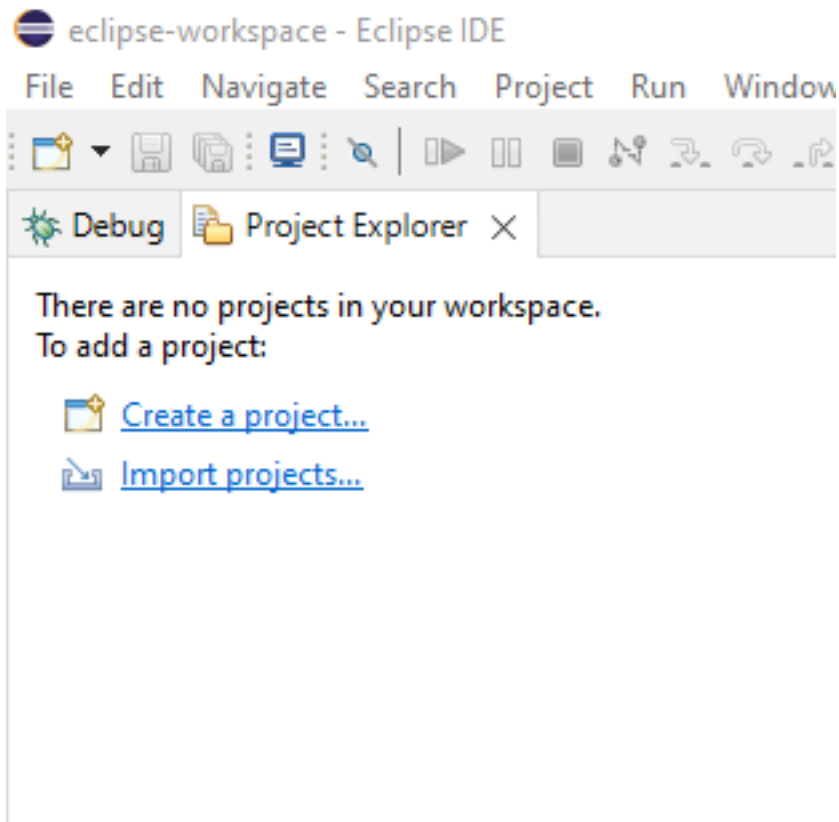 eclipse-workspace - Eclipse IDE
File Edit Navigate Search Project Run Window
Debug Project Explorer
There are no projects in your workspace.
To add a project:
Create a project...
Import projects...